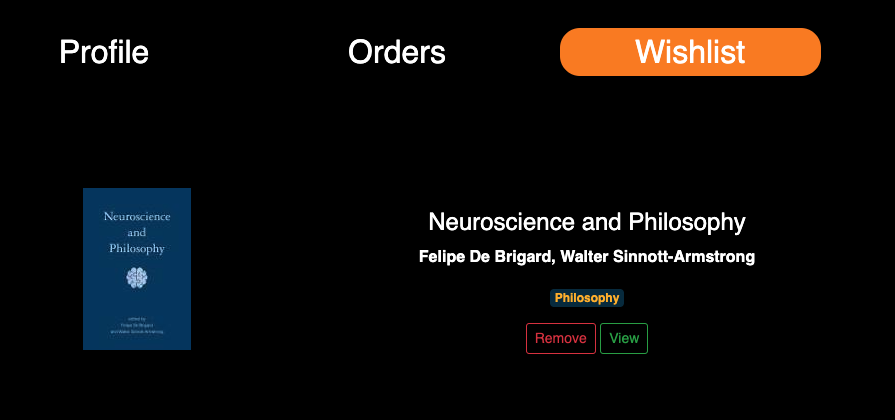 Profile
Orders
Wishlist
Neuroscience
and
Philosophy
edited by
Felipe De Brigard
and Walter Sinnott-Armstrong
Neuroscience and Philosophy
Felipe De Brigard, Walter Sinnott-Armstrong
Philosophy
Remove
View